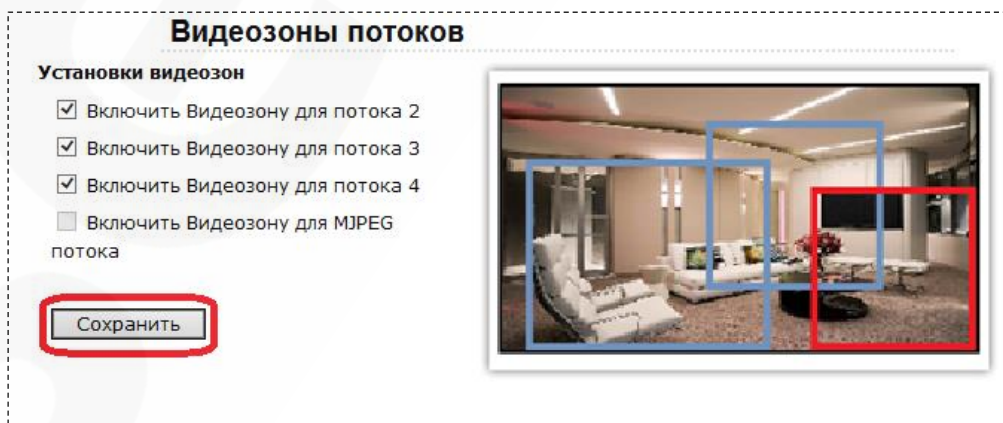 Видеозоны потоков
Установки видеозон
Включить Видеозону для потока 2
Включить Видеозону для потока 3
Включить Видеозону для потока 4
Включить Видеозону для MJPEG
потока
Сохранить